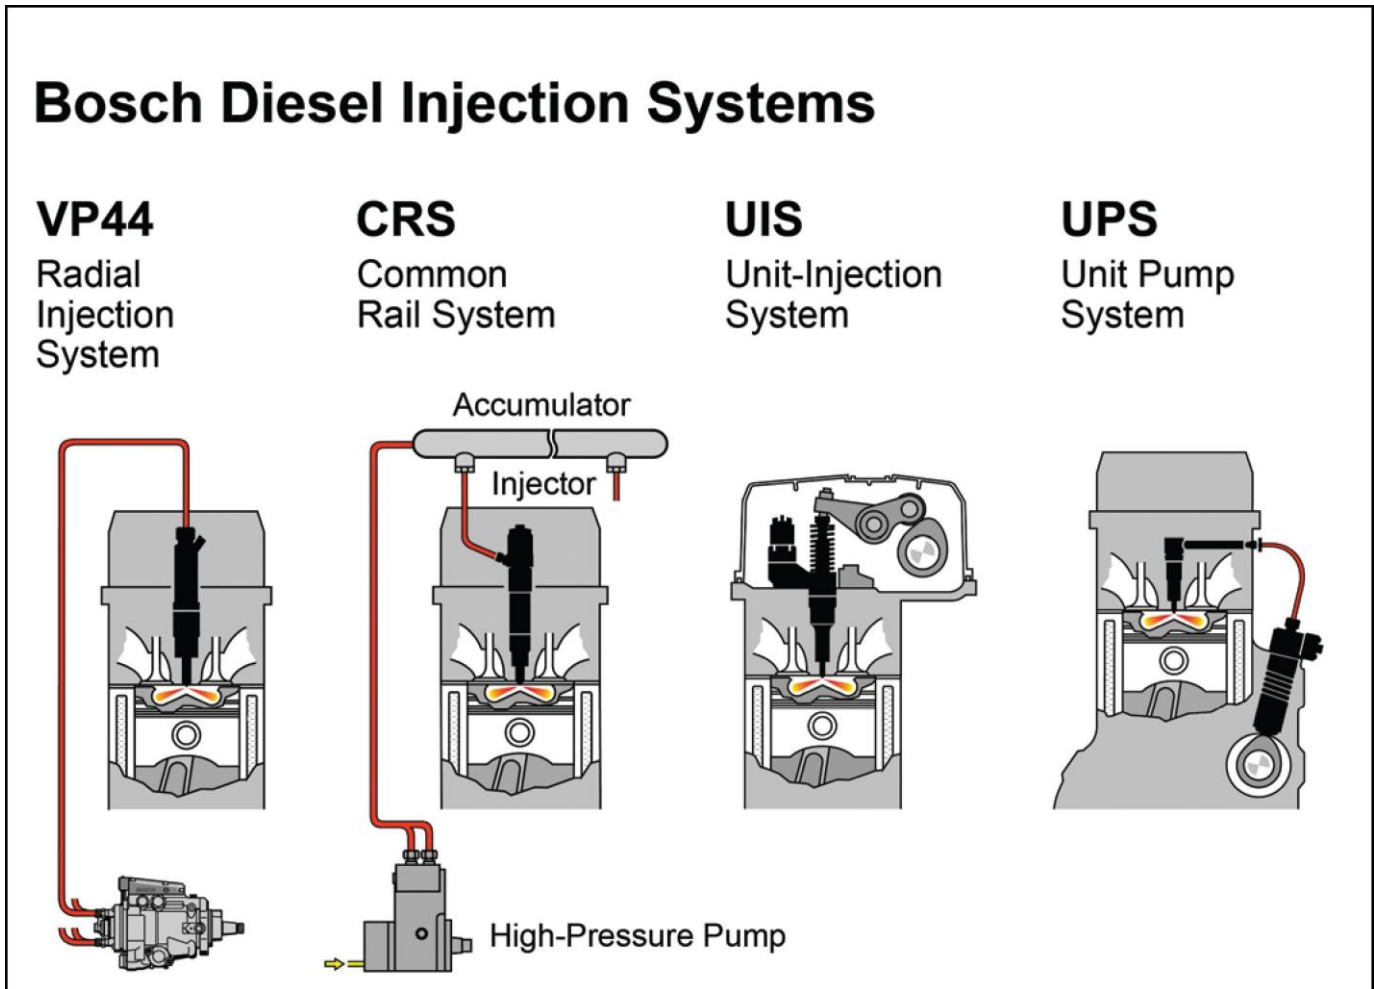 Bosch Diesel Injection Systems
VP44
Radial
Injection
System
CRS
Common
Rail System
UIS
Unit-Injection
System
UPS
Unit Pump
System
Accumulator
Injector
BOSCH
High-Pressure Pump